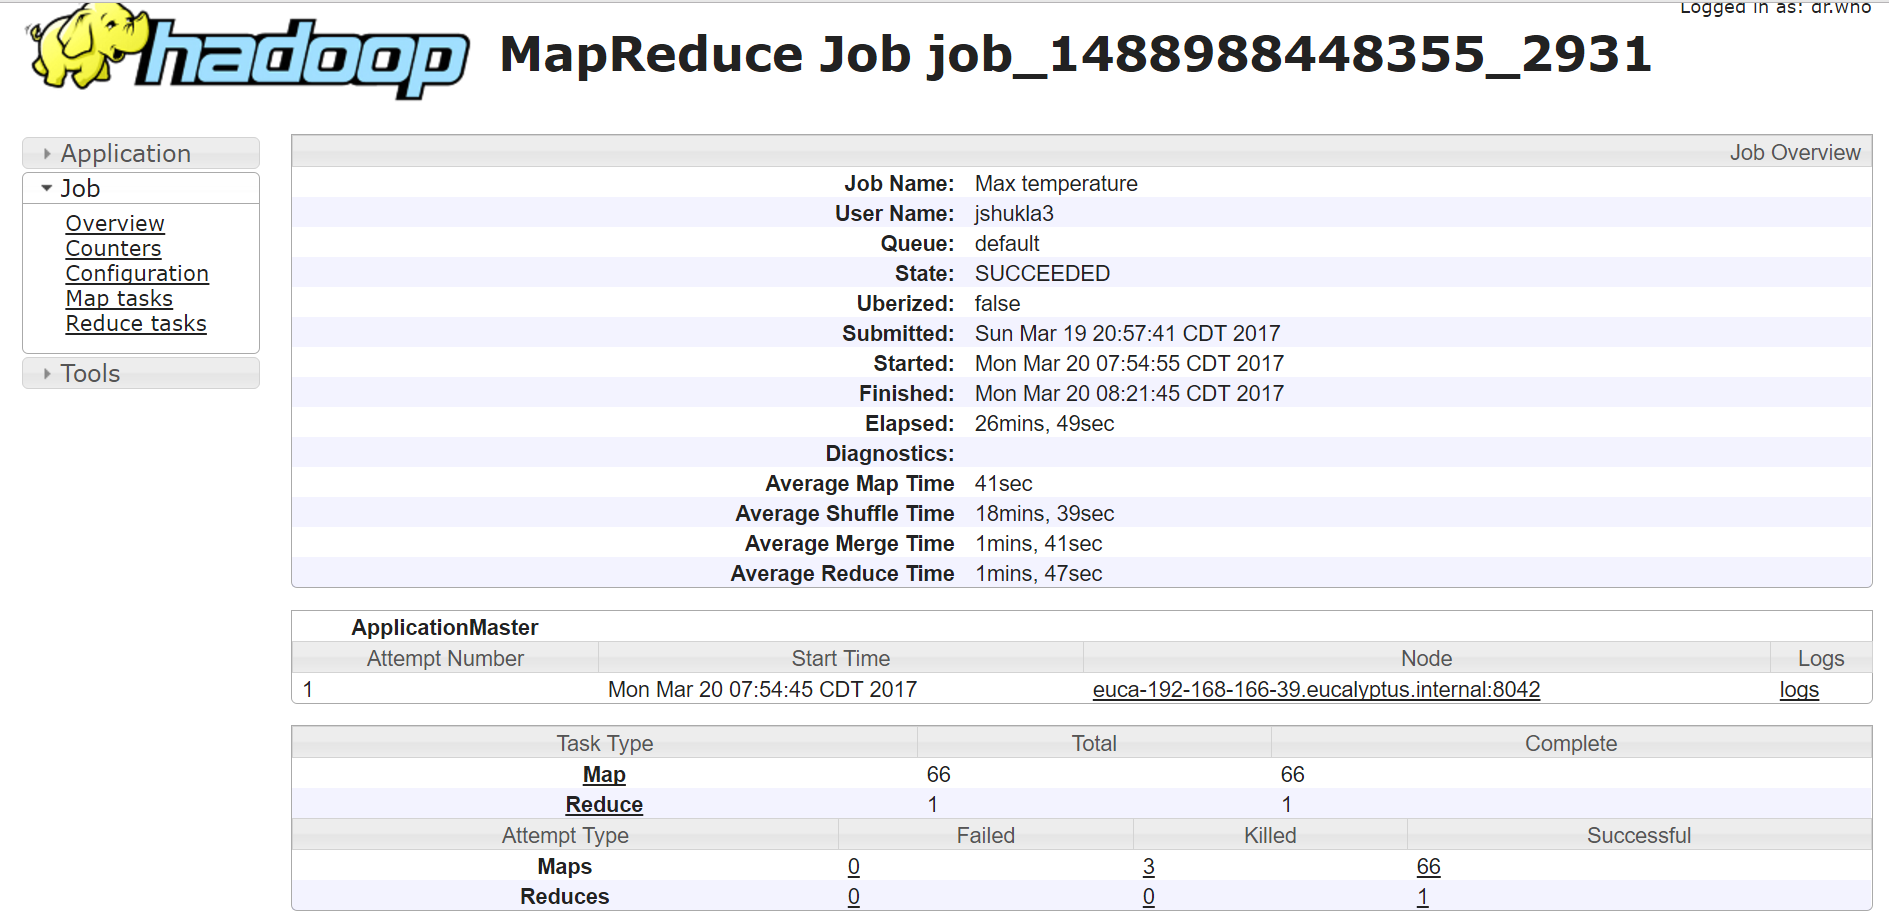 Logged in as: dr.who
hadoop MapReduce Job job_1488988448355_2931
Application
Job
Overview
Counters
Configuration
Map tasks
Reduce tasks
Tools
Job Overview
Job Name: Max temperature
User Name: jshukla3
Queue: default
State: SUCCEEDED
Uberized: false
Submitted: Sun Mar 19 20:57:41 CDT 2017
Started: Mon Mar 20 07:54:55 CDT 2017
Finished: Mon Mar 20 08:21:45 CDT 2017
Elapsed: 26mins, 49sec
Diagnostics:
Average Map Time 41sec
Average Shuffle Time 18mins, 39sec
Average Merge Time 1mins, 41sec
Average Reduce Time 1mins, 47sec
ApplicationMaster
Attempt Number Start Time Node Logs
1 Mon Mar 20 07:54:45 CDT 2017 euca-192-168-166-39.eucalyptus.internal:8042 logs
Task Type Total Complete
Map 66 66
Reduce 1 1
Attempt Type Failed Killed Successful
Maps 0 3 66
Reduces 0 0 1